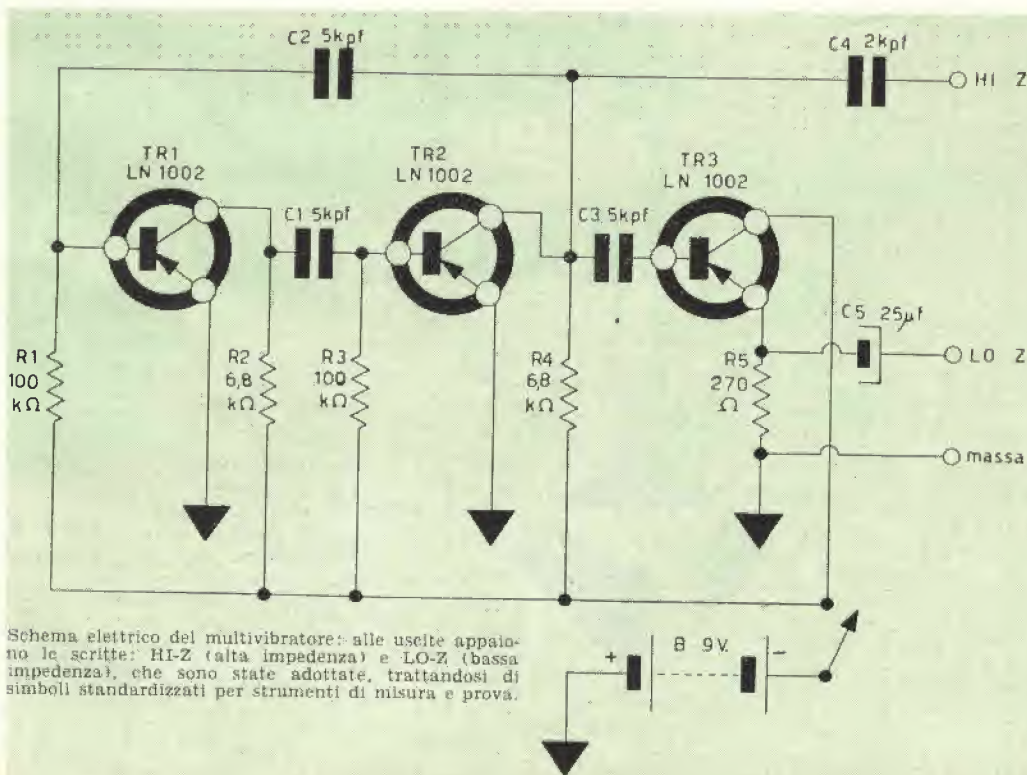 C2 5kpf
C4 2kpf
HI Z
TR1
LN 1002
TR2
LN 1002
TR3
LN 1002
C1 5kpf
C3 5kpf
C5 25µf
LO Z
R1
100
kΩ
R2
6,8
kΩ
R3
100
kΩ
R4
6,8
kΩ
R5
270
Ω
massa
Schema elettrico del multivibratore: alle uscite appaio-
no le scritte: HI-Z (alta impedenza) e LO-Z (bassa
impedenza), che sono state adottate, trattandosi di
simboli standardizzati per strumenti di misura e prova.
+ B 9V. -